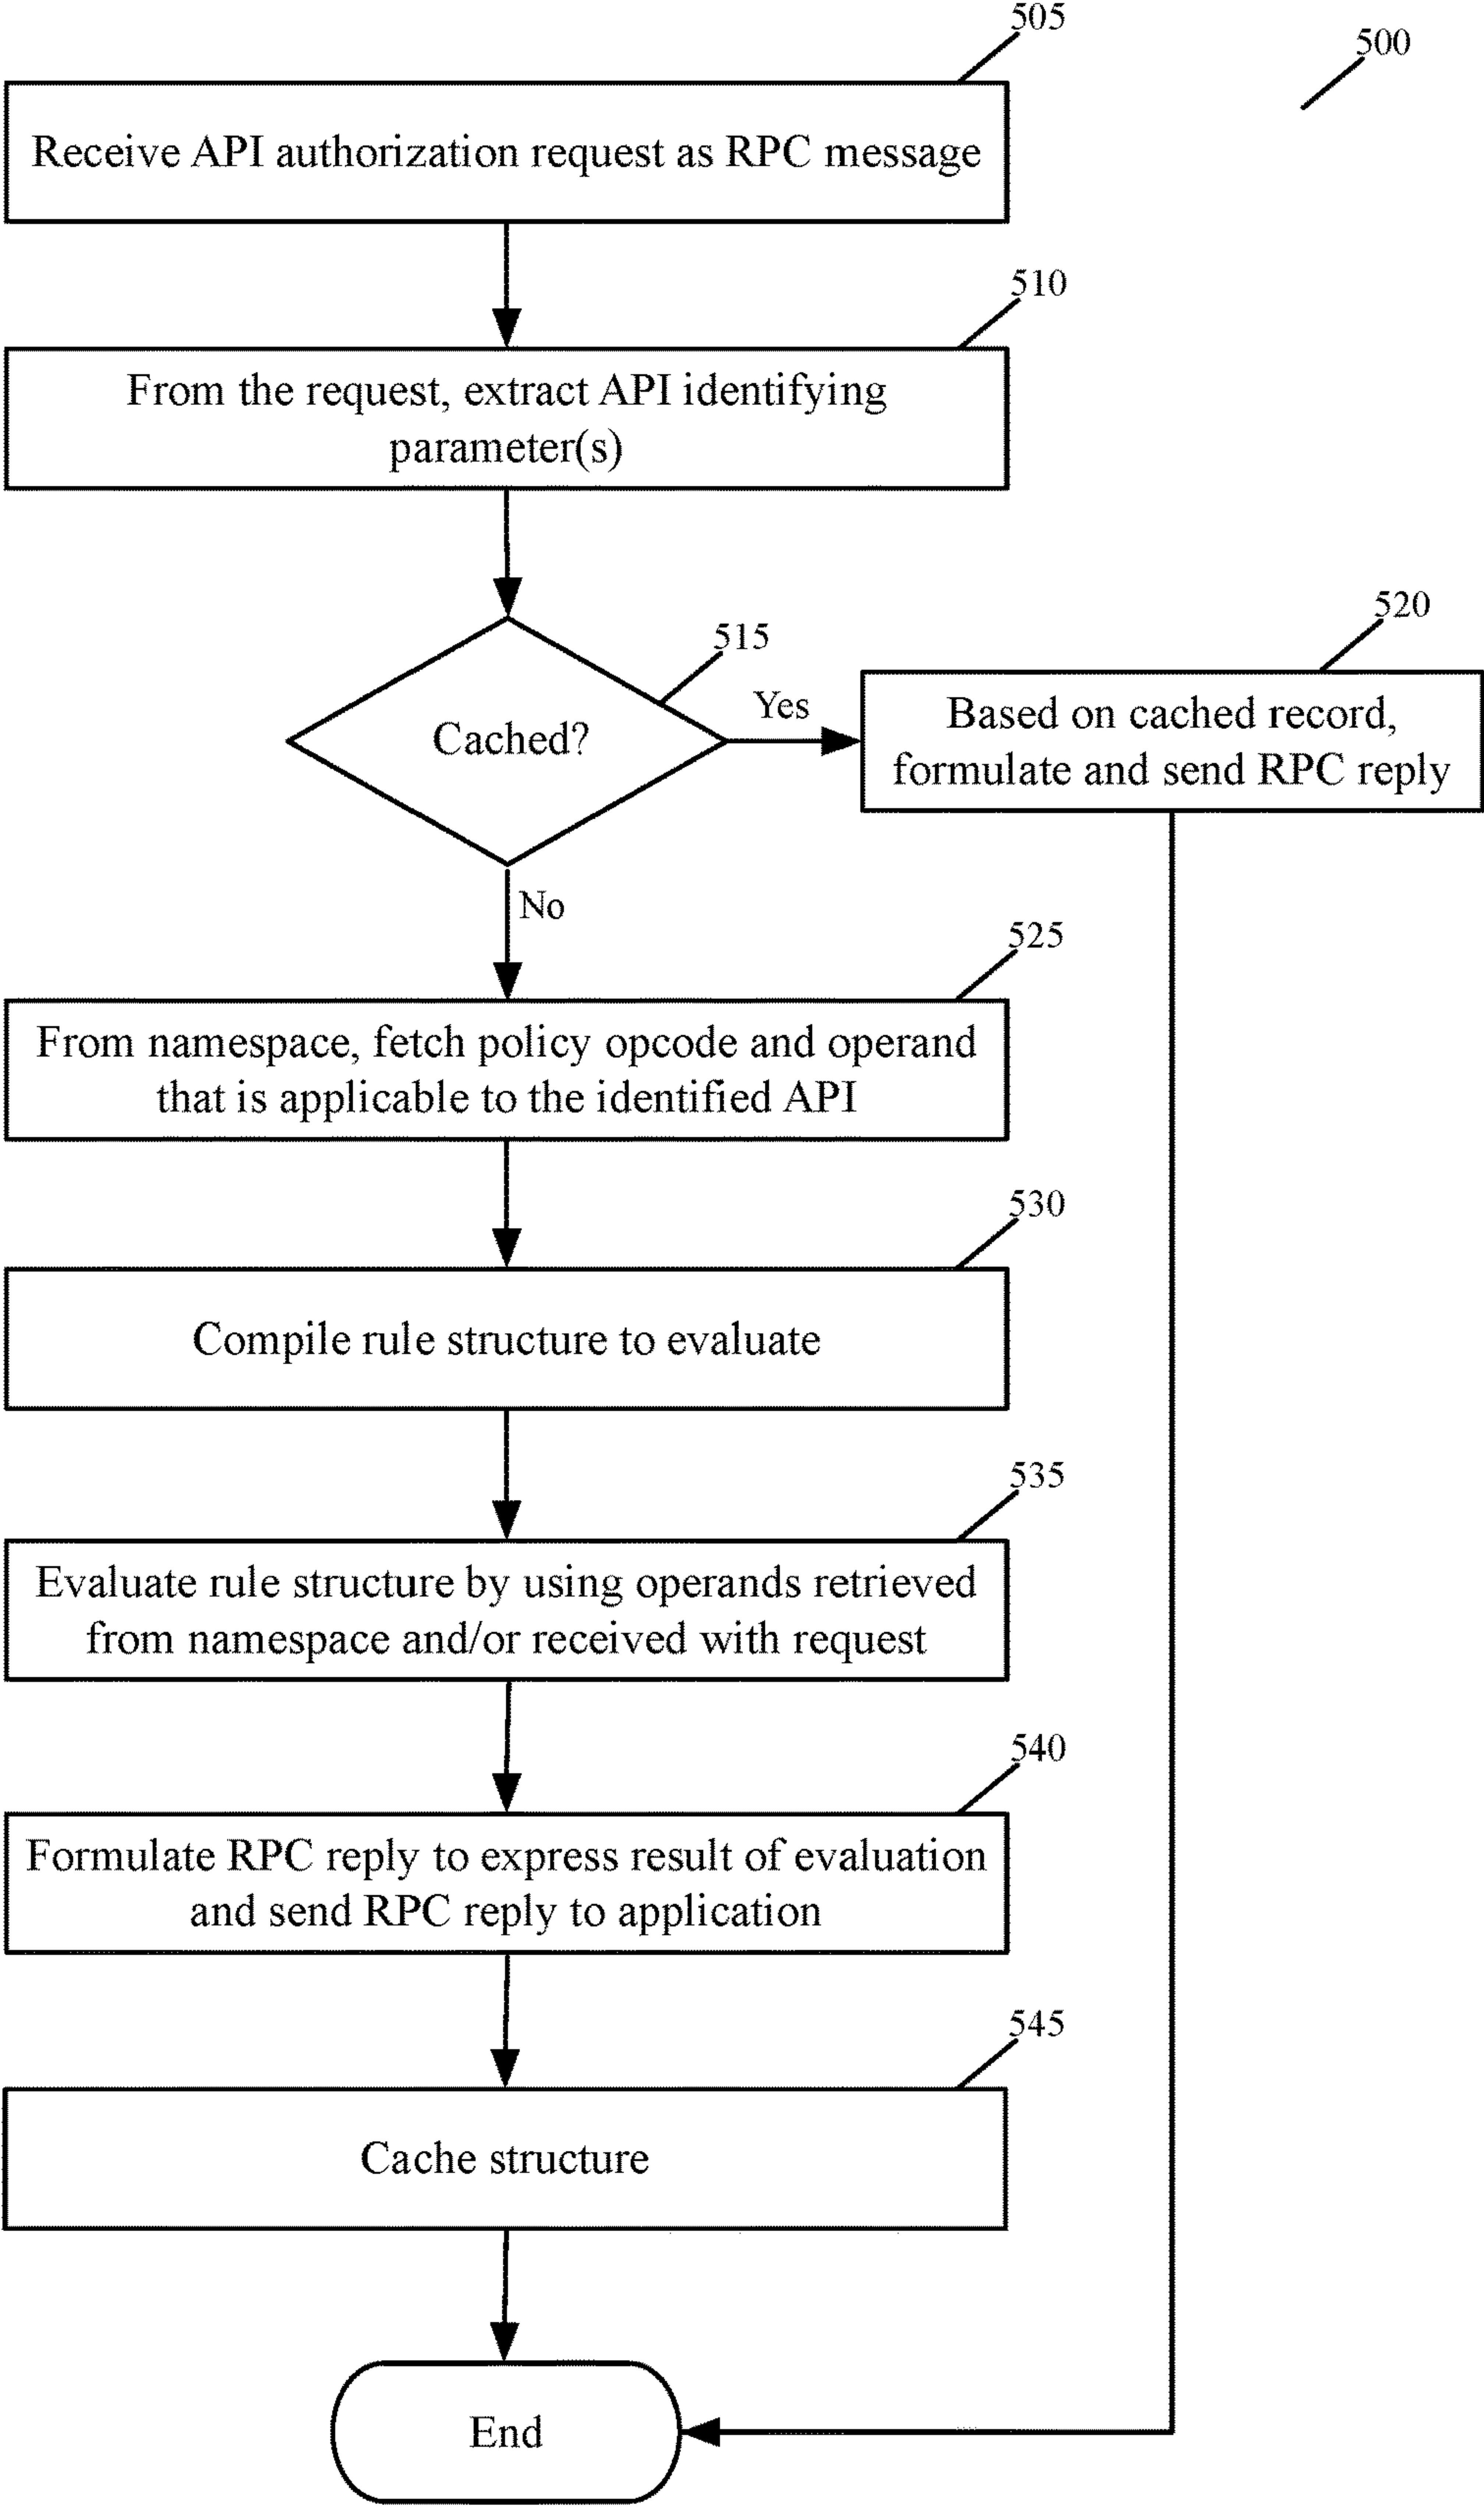 505
500
Receive API authorization request as RPC message
510
From the request, extract API identifying
parameter(s)
515
Cached?
Yes
520
Based on cached record,
formulate and send RPC reply
No
525
From namespace, fetch policy opcode and operand
that is applicable to the identified API
530
Compile rule structure to evaluate
535
Evaluate rule structure by using operands retrieved
from namespace and/or received with request
540
Formulate RPC reply to express result of evaluation
and send RPC reply to application
545
Cache structure
End